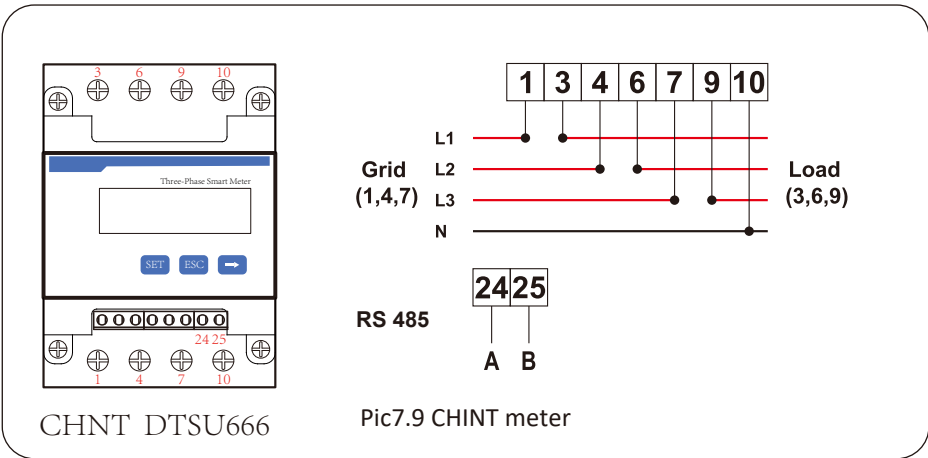 3 6 9 10
Three-Phase Smart Meter
SET ESC
24 25
1 4 7 10
CHNT DTSU666
1 3 4 6 7 9 10
L1
L2
L3
N
Grid
(1,4,7)
Load
(3,6,9)
24 25
RS 485
A B
Pic7.9 CHINT meter